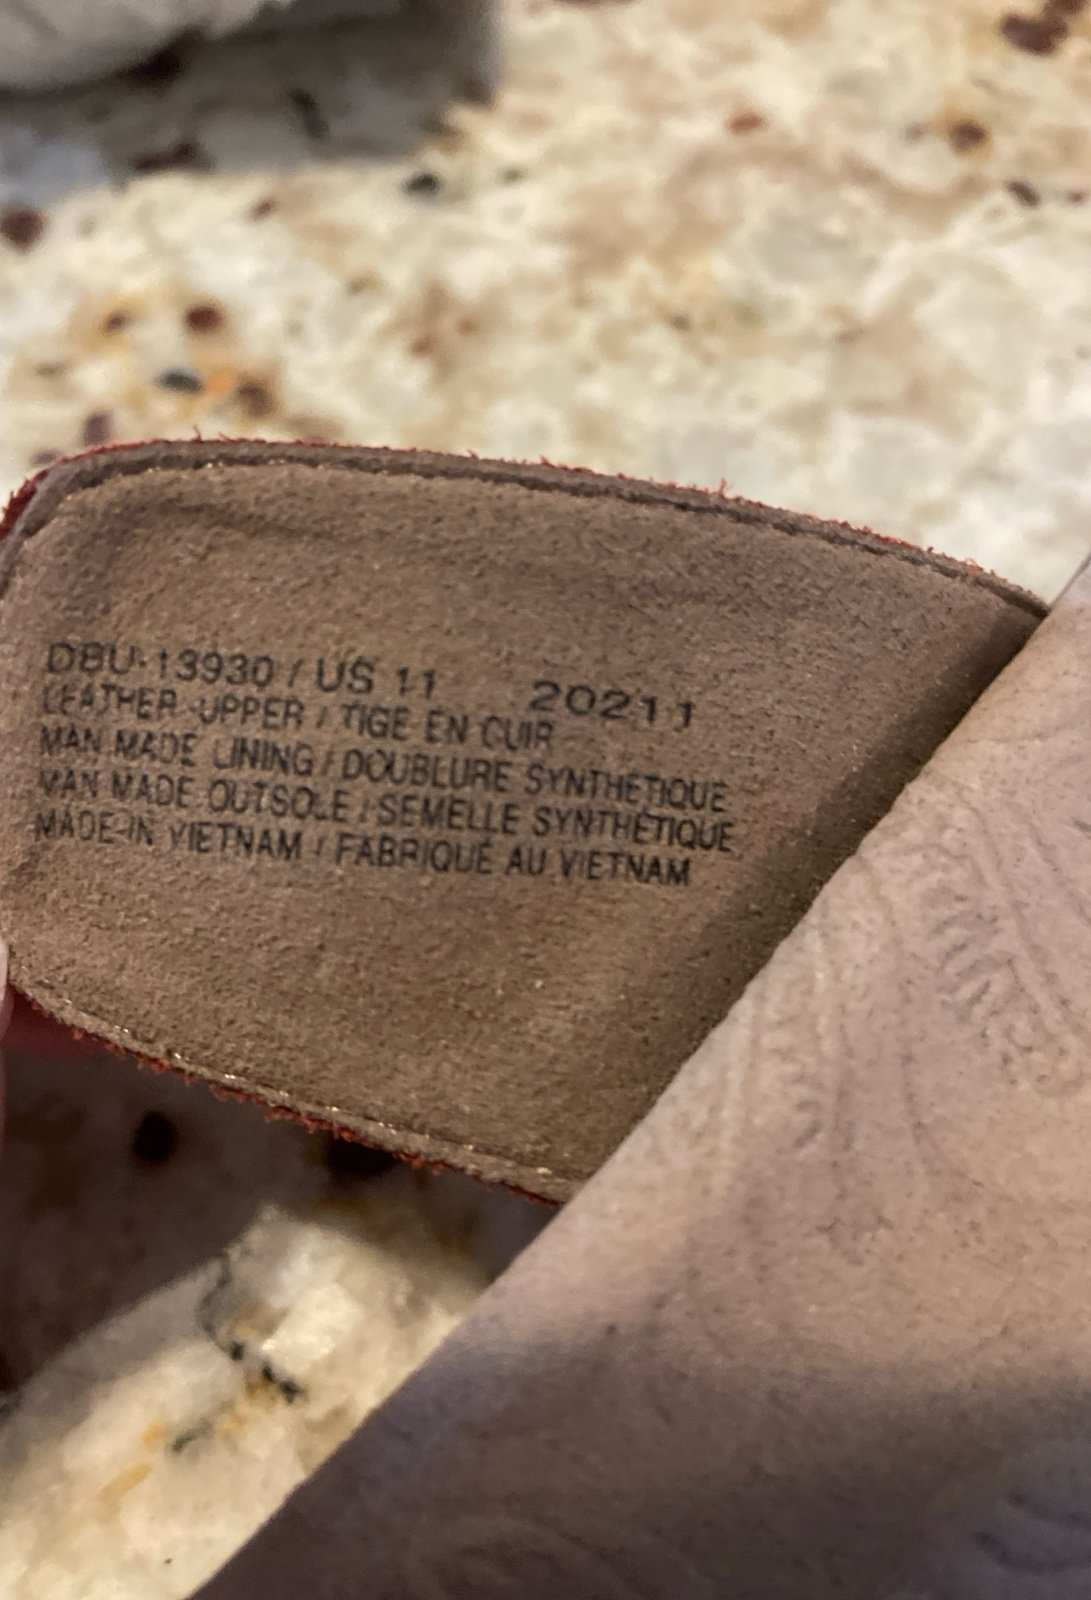 DBU-13930 / US 11 20211
LEATHER UPPER / TIGE EN CUIR
MAN MADE LINING / DOUBLURE SYNTHÉTIQUE
MAN MADE OUTSOLE / SEMELLE SYNTHÉTIQUE
MADE IN VIETNAM / FABRIQUÉ AU VIETNAM